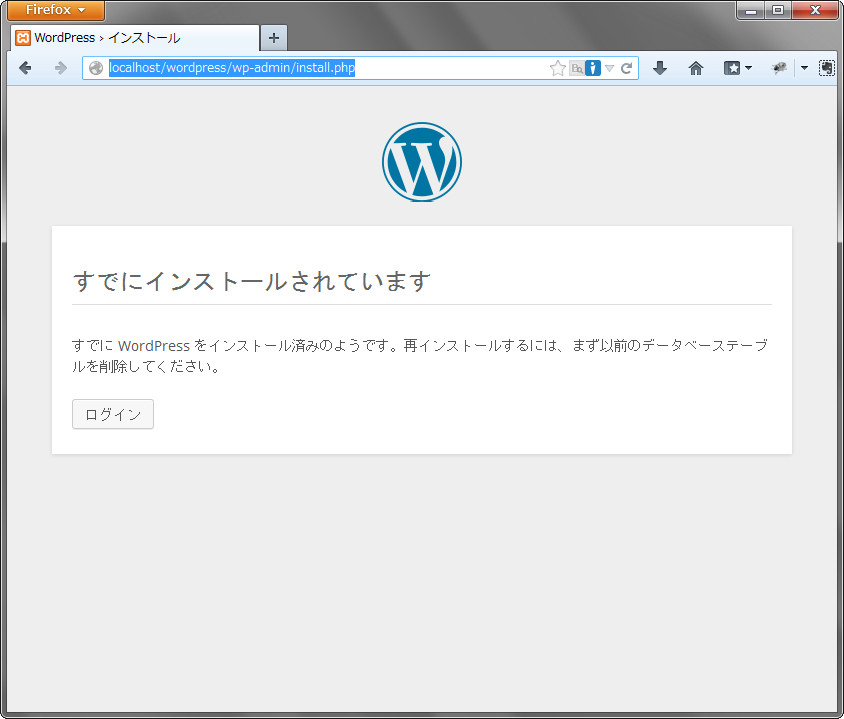 Firefox
WordPress › インストール
localhost/wordpress/wp-admin/install.php
すでにインストールされています
すでに WordPress をインストール済みのようです。再インストールするには、まず以前のデータベーステーブ
ルを削除してください。
ログイン